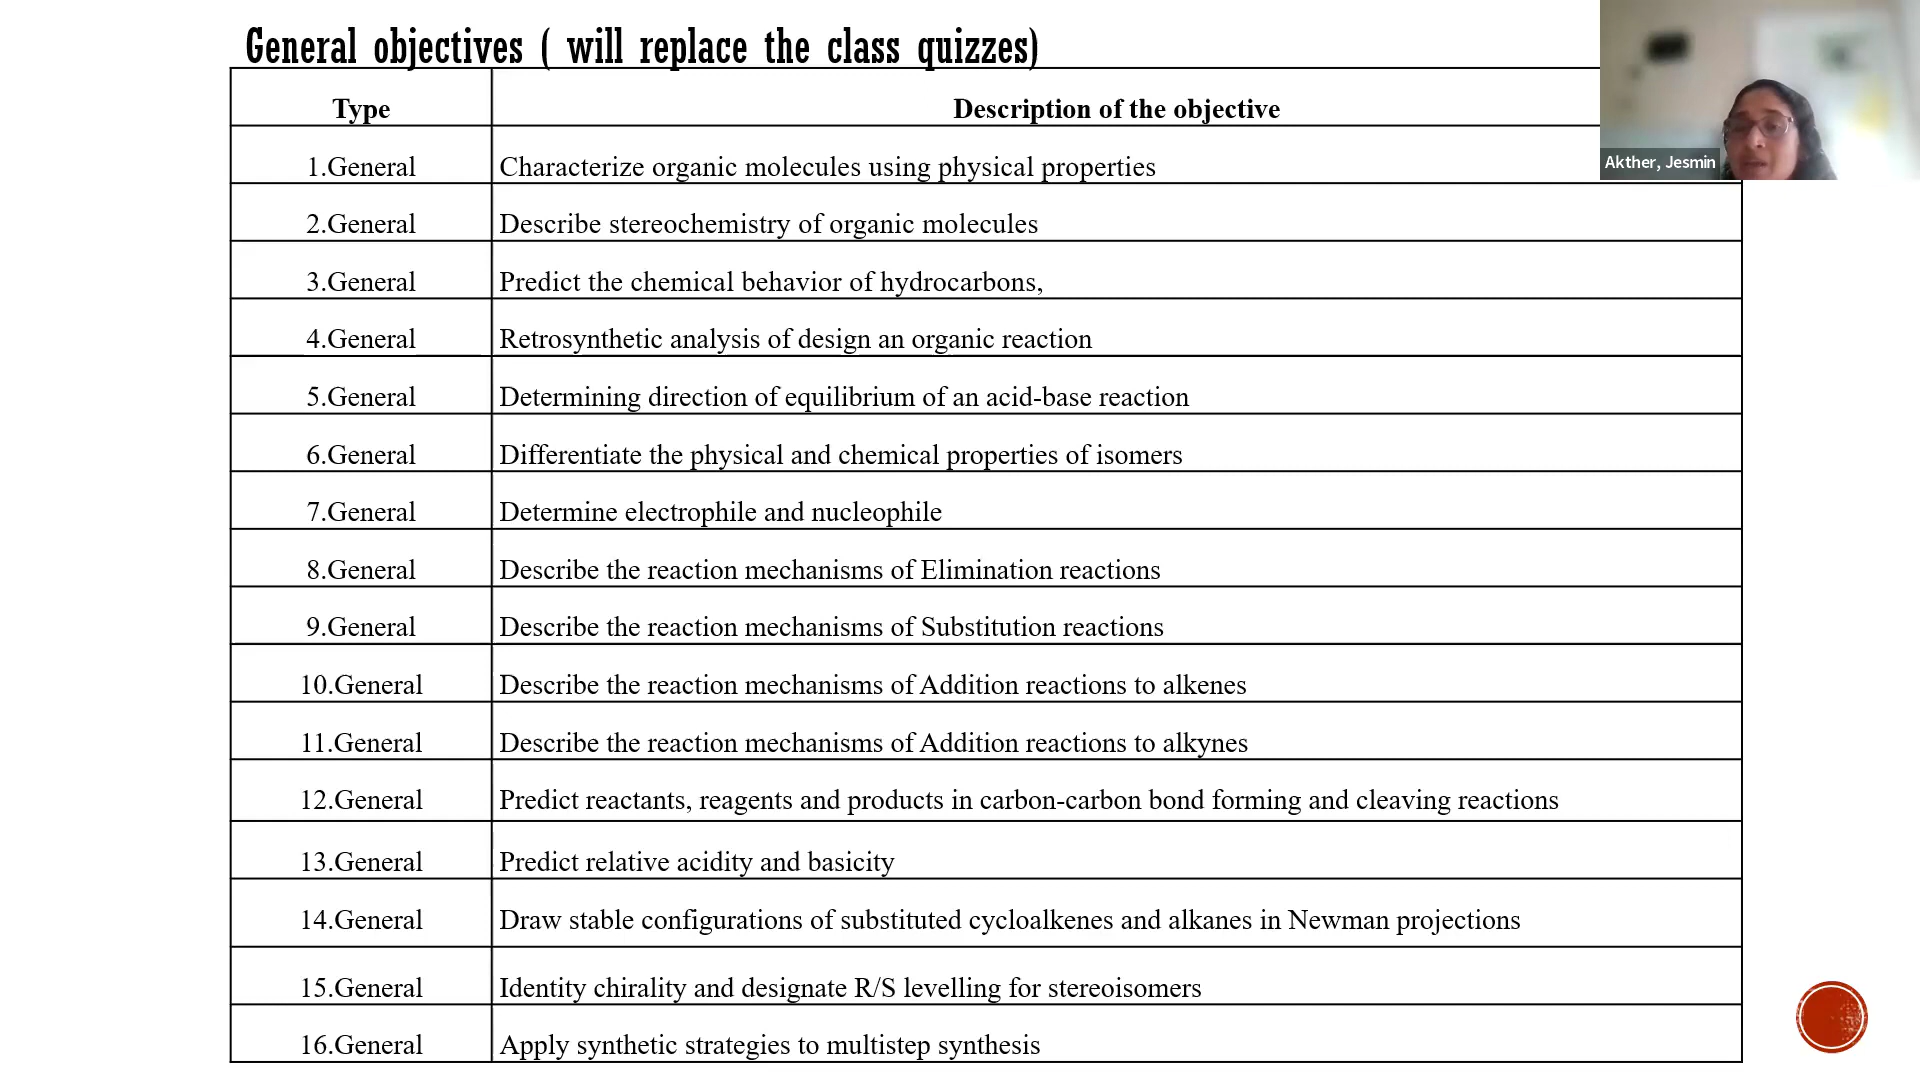 General objectives ( will replace the class quizzes)
Type Description of the objective
Akther, Jesmin
1.General Characterize organic molecules using physical properties
2.General Describe stereochemistry of organic molecules
3.General Predict the chemical behavior of hydrocarbons,
4.General Retrosynthetic analysis of design an organic reaction
5.General Determining direction of equilibrium of an acid-base reaction
6.General Differentiate the physical and chemical properties of isomers
7.General Determine electrophile and nucleophile
8.General Describe the reaction mechanisms of Elimination reactions
9.General Describe the reaction mechanisms of Substitution reactions
10.General Describe the reaction mechanisms of Addition reactions to alkenes
11.General Describe the reaction mechanisms of Addition reactions to alkynes
12.General Predict reactants, reagents and products in carbon-carbon bond forming and cleaving reactions
13.General Predict relative acidity and basicity
14.General Draw stable configurations of substituted cycloalkenes and alkanes in Newman projections
15.General Identity chirality and designate R/S levelling for stereoisomers
16.General Apply synthetic strategies to multistep synthesis